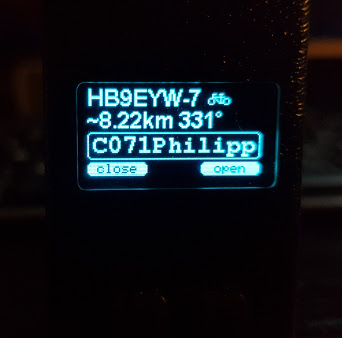 HB9EYW-7
~8.22km 331°
C071Philipp
close open